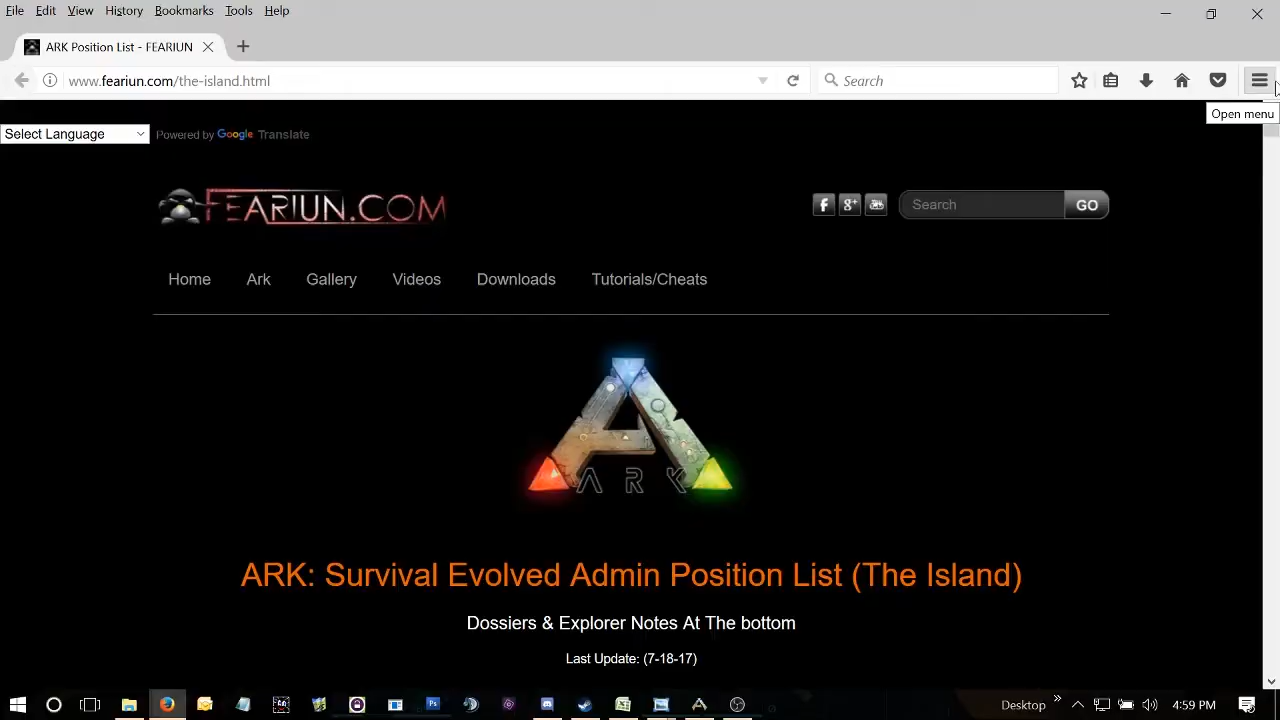 File Edit View History Bookmarks Tools Help
ARK Position List - FEARIUN
www.feariun.com/the-island.html
Search
Open menu
Select Language
Powered by Google Translate
FEARIUN.COM
Search
GO
Home Ark Gallery Videos Downloads Tutorials/Cheats
ARK
ARK: Survival Evolved Admin Position List (The Island)
Dossiers & Explorer Notes At The bottom
Last Update: (7-18-17)
Desktop
4:59 PM